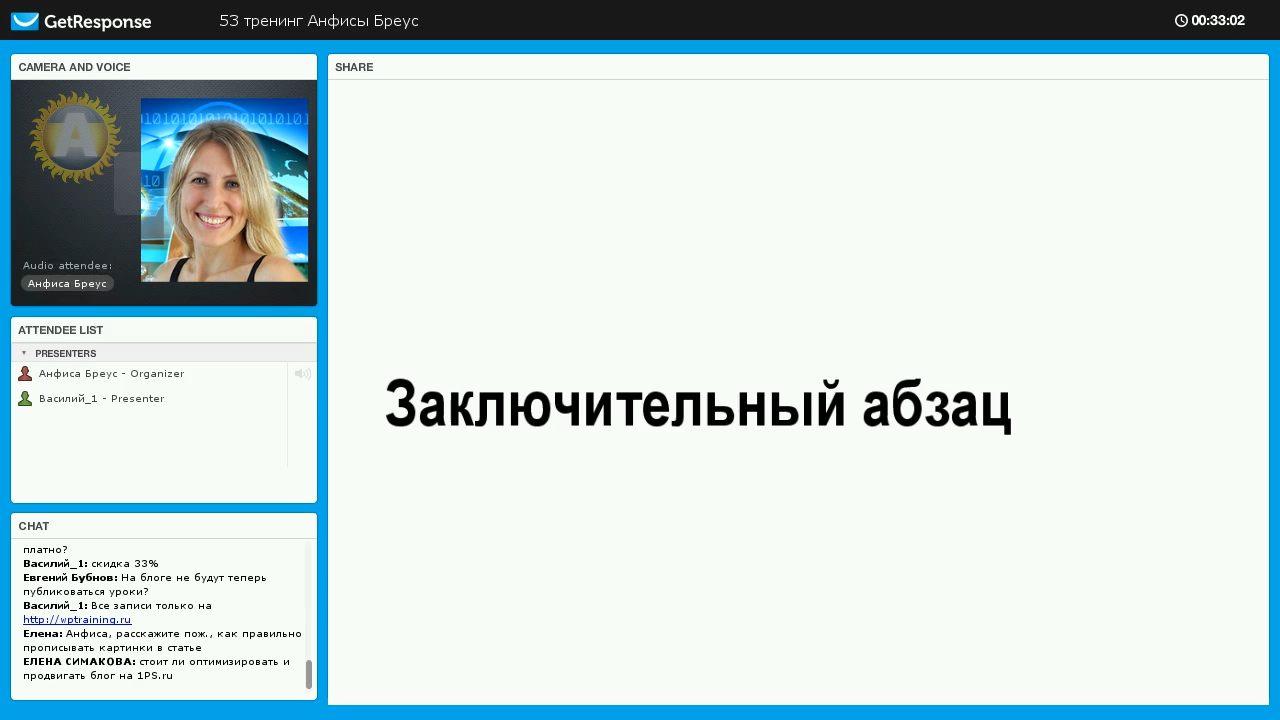 GetResponse
53 тренинг Анфисы Бреус
00:33:02
CAMERA AND VOICE
A
10101010101010101
10
Audio attendee:
Анфиса Бреус
ATTENDEE LIST
PRESENTERS
Анфиса Бреус - Organizer
Василий_1 - Presenter
CHAT
платно?
Василий_1: скидка 33%
Евгений Бубнов: На блоге не будут теперь
публиковаться уроки?
Василий_1: Все записи только на
http://wptraining.ru
Елена: Анфиса, расскажите пож., как правильно
прописывать картинки в статье
ЕЛЕНА СИМАКОВА: стоит ли оптимизировать и
продвигать блог на 1PS.ru
SHARE
Заключительный абзац